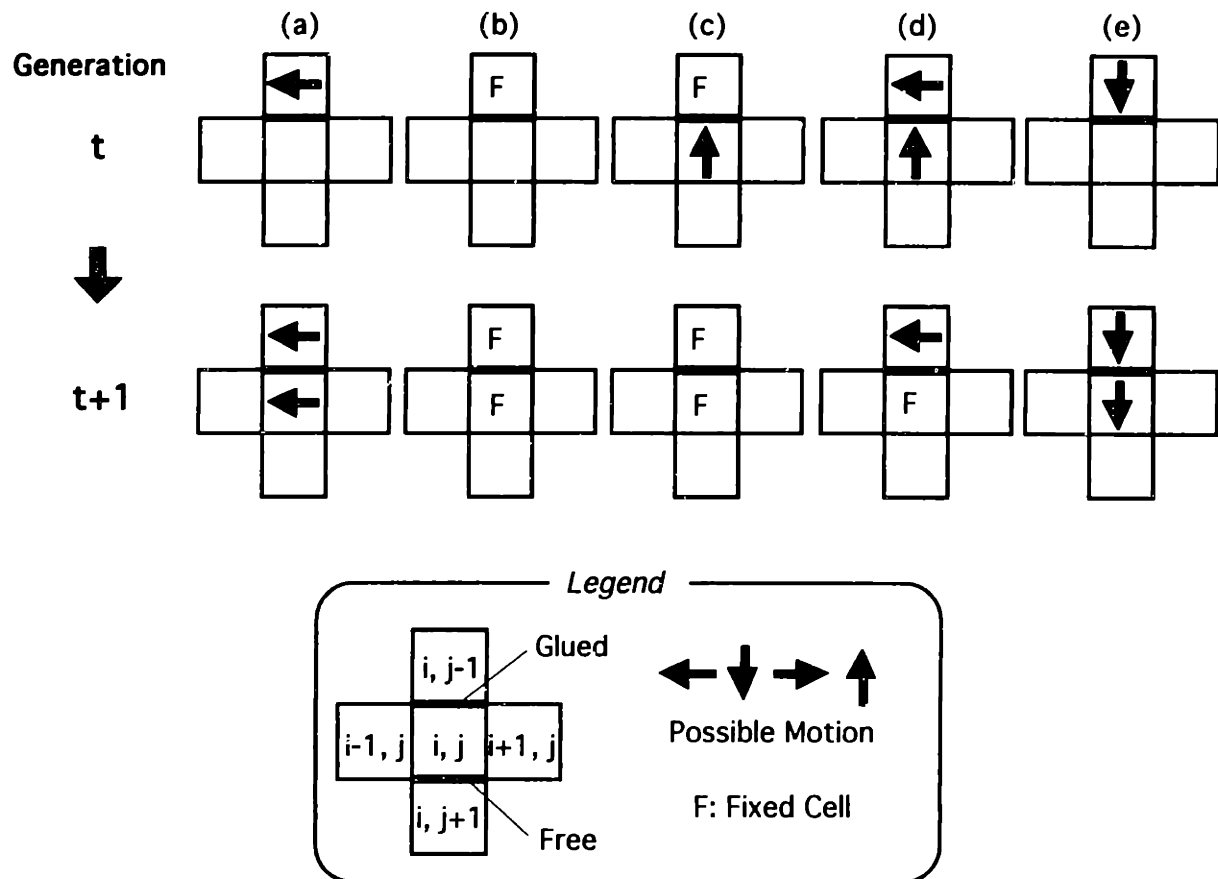 (a) (b) (c) (d) (e)
Generation
F F
t
F F
t+1
F F F
Legend
i, j-1
Glued
i-1, j i, j i+1, j
Possible Motion
i, j+1
Free
F: Fixed Cell